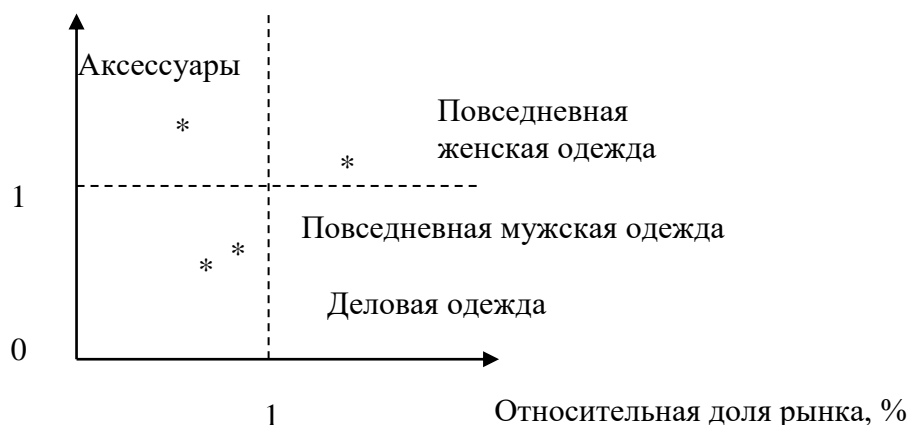 Аксессуары
Повседневная
женская одежда
*
*
1
Повседневная мужская одежда
*
*
Деловая одежда
0
1
Относительная доля рынка, %